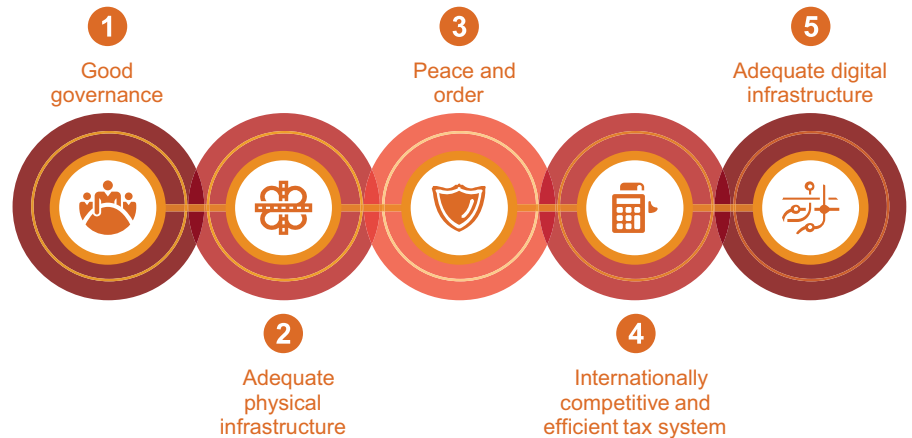 1
Good
governance
2
Adequate
physical
infrastructure
3
Peace and
order
4
Internationally
competitive and
efficient tax system
5
Adequate digital
infrastructure